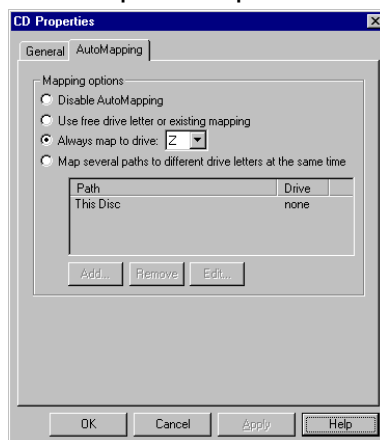 CD Properties
General AutoMapping
Mapping options
Disable AutoMapping
Use free drive letter or existing mapping
Always map to drive: Z
Map several paths to different drive letters at the same time
Path Drive
This Disc none
Add... Remove Edit...
OK Cancel Apply Help